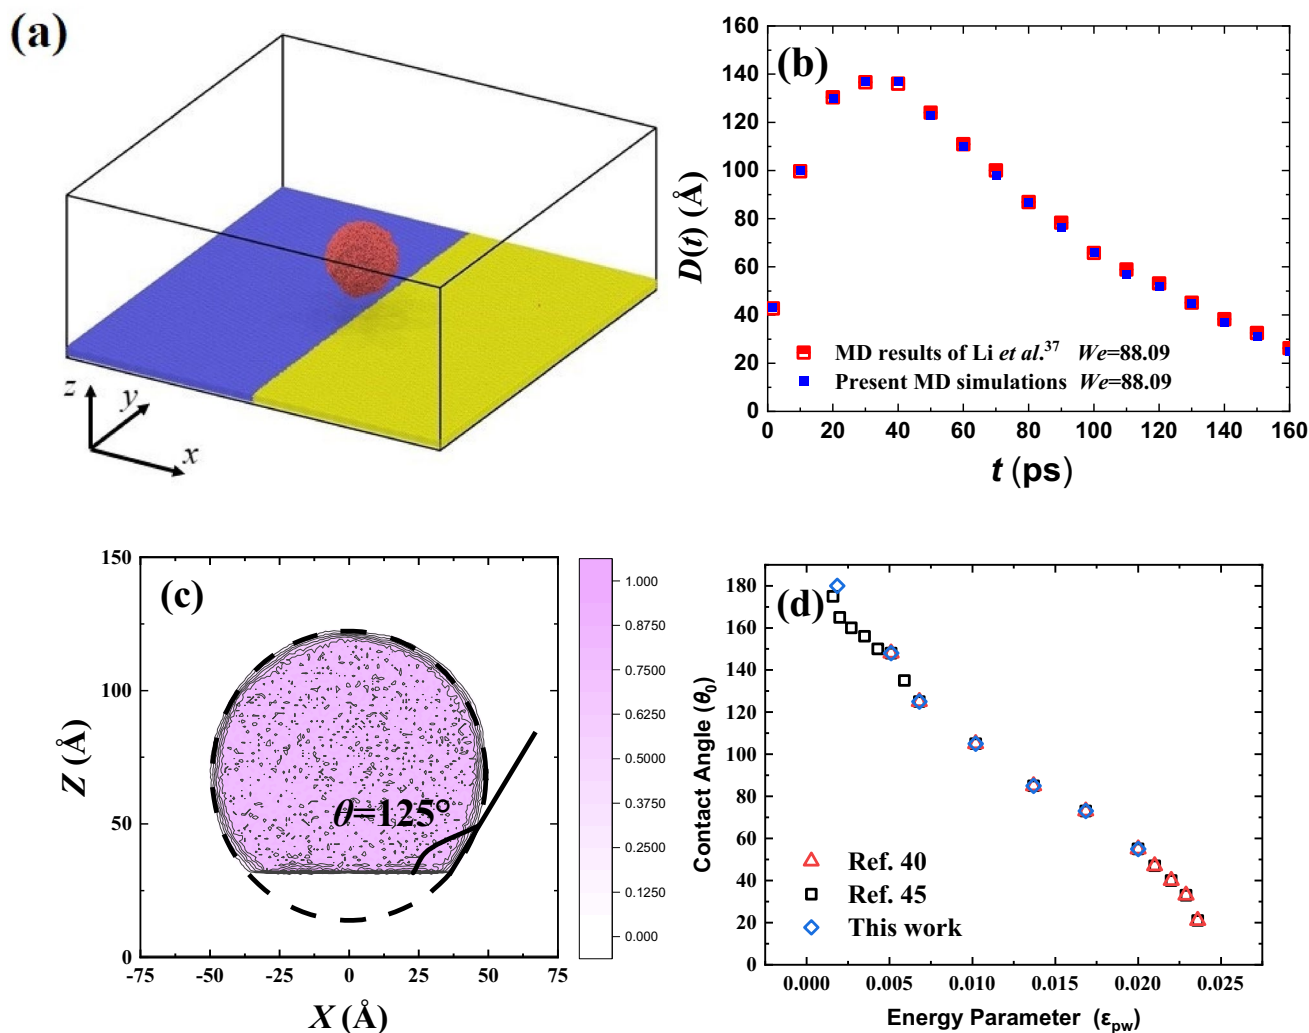 (a)
z
y
x
(b)
D(t) (Å)
160
140
120
100
80
60
40
20
0
MD results of Li et al.³⁷ We=88.09
Present MD simulations We=88.09
0 20 40 60 80 100 120 140 160
t (ps)
(c)
Z (Å)
150
100
50
0
θ=125°
-75 -50 -25 0 25 50 75
X (Å)
1.000
0.8750
0.7500
0.6250
0.5000
0.3750
0.2500
0.1250
0.000
(d)
Contact Angle (θ₀)
180
160
140
120
100
80
60
40
20
0
Ref. 40
Ref. 45
This work
0.000 0.005 0.010 0.015 0.020 0.025
Energy Parameter (ε_pw)